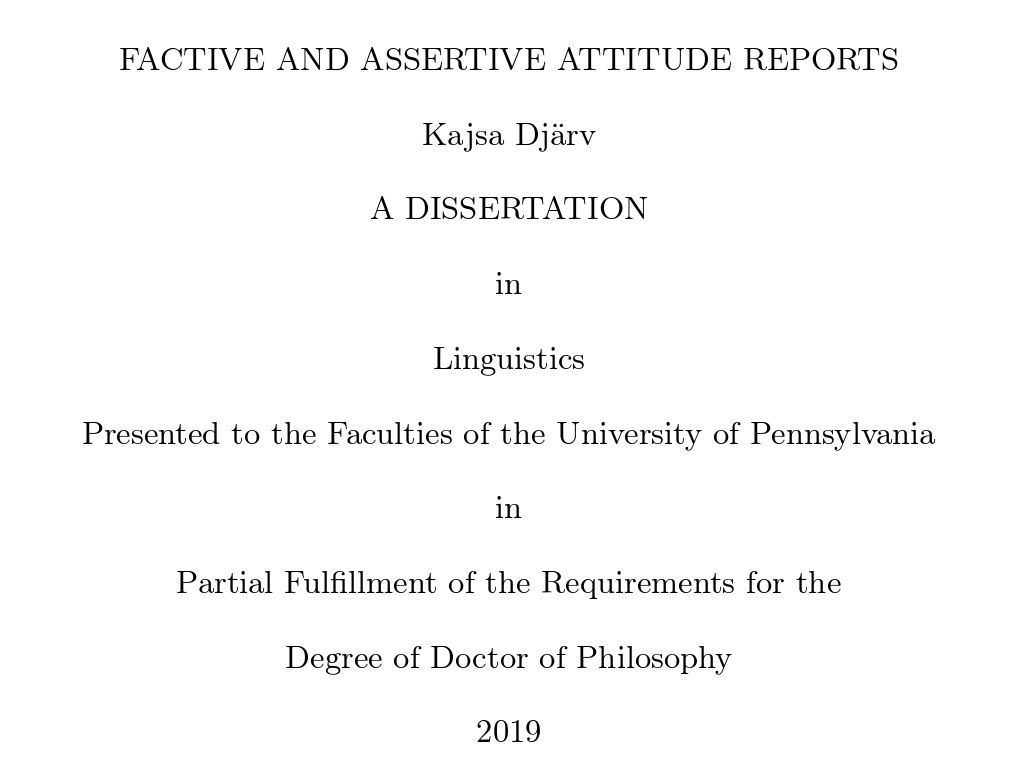 FACTIVE AND ASSERTIVE ATTITUDE REPORTS
Kajsa Djärv
A DISSERTATION
in
Linguistics
Presented to the Faculties of the University of Pennsylvania
in
Partial Fulfillment of the Requirements for the
Degree of Doctor of Philosophy
2019